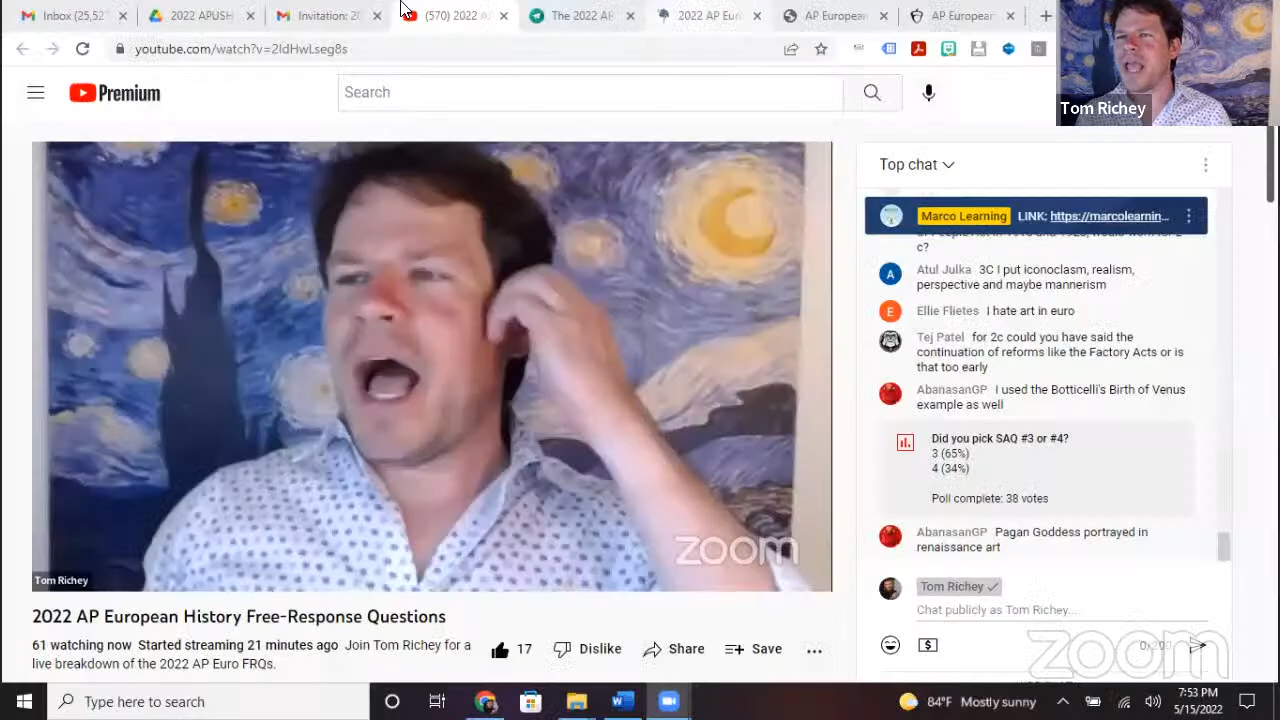 Inbox (25,52
2022 APUSH
Invitation: 2
(570) 2022 A
The 2022 AB
2022 AP Eu
AP European
AP European
youtube.com/watch?v=2ldHwLseg8s
Premium
Search
Tom Richey
Top chat
Marco Learning LINK: https://marcolearnin...
c?
Atul Julka 3C I put iconoclasm, realism,
perspective and maybe mannerism
Ellie Flietes I hate art in euro
Tej Patel for 2c could you have said the
continuation of reforms like the Factory Acts or is
that too early
AbanasanGP I used the Botticelli's Birth of Venus
example as well
Did you pick SAQ #3 or #4?
3 (65%)
4 (34%)
Poll complete: 38 votes
AbanasanGP Pagan Goddess portrayed in
renaissance art
Tom Richey
Chat publicly as Tom Richey...
0/200
zoom
Tom Richey
zoom
2022 AP European History Free-Response Questions
61 watching now Started streaming 21 minutes ago Join Tom Richey for a
live breakdown of the 2022 AP Euro FRQs.
17
Dislike
Share
Save
Type here to search
84°F Mostly sunny
7:53 PM
5/15/2022